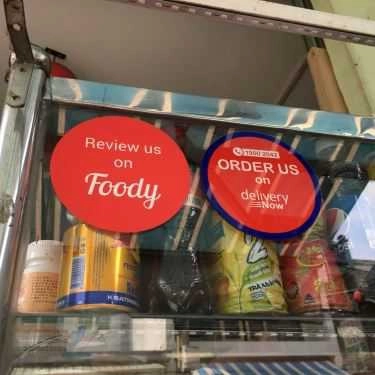 Review us
on
Foody
1900 2042
ORDER US
on
delivery
Now